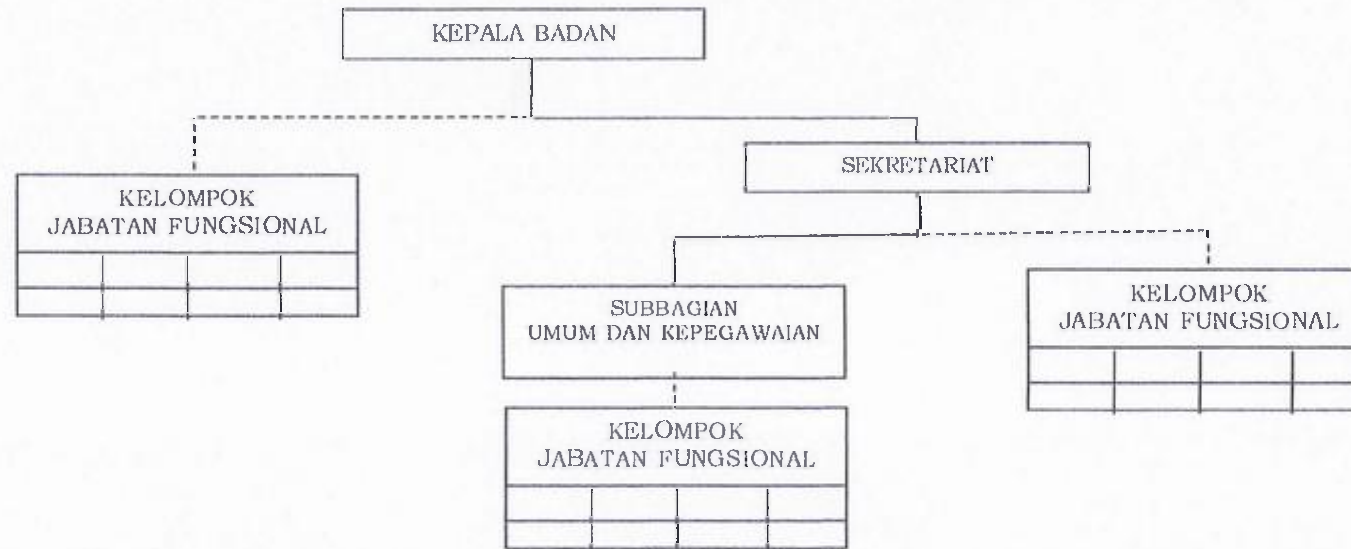 KEPALA BADAN
SEKRETARIAT
KELOMPOK
JABATAN FUNGSIONAL
SUBBAGIAN
UMUM DAN KEPEGAWAIAN
KELOMPOK
JABATAN FUNGSIONAL
KELOMPOK
JABATAN FUNGSIONAL